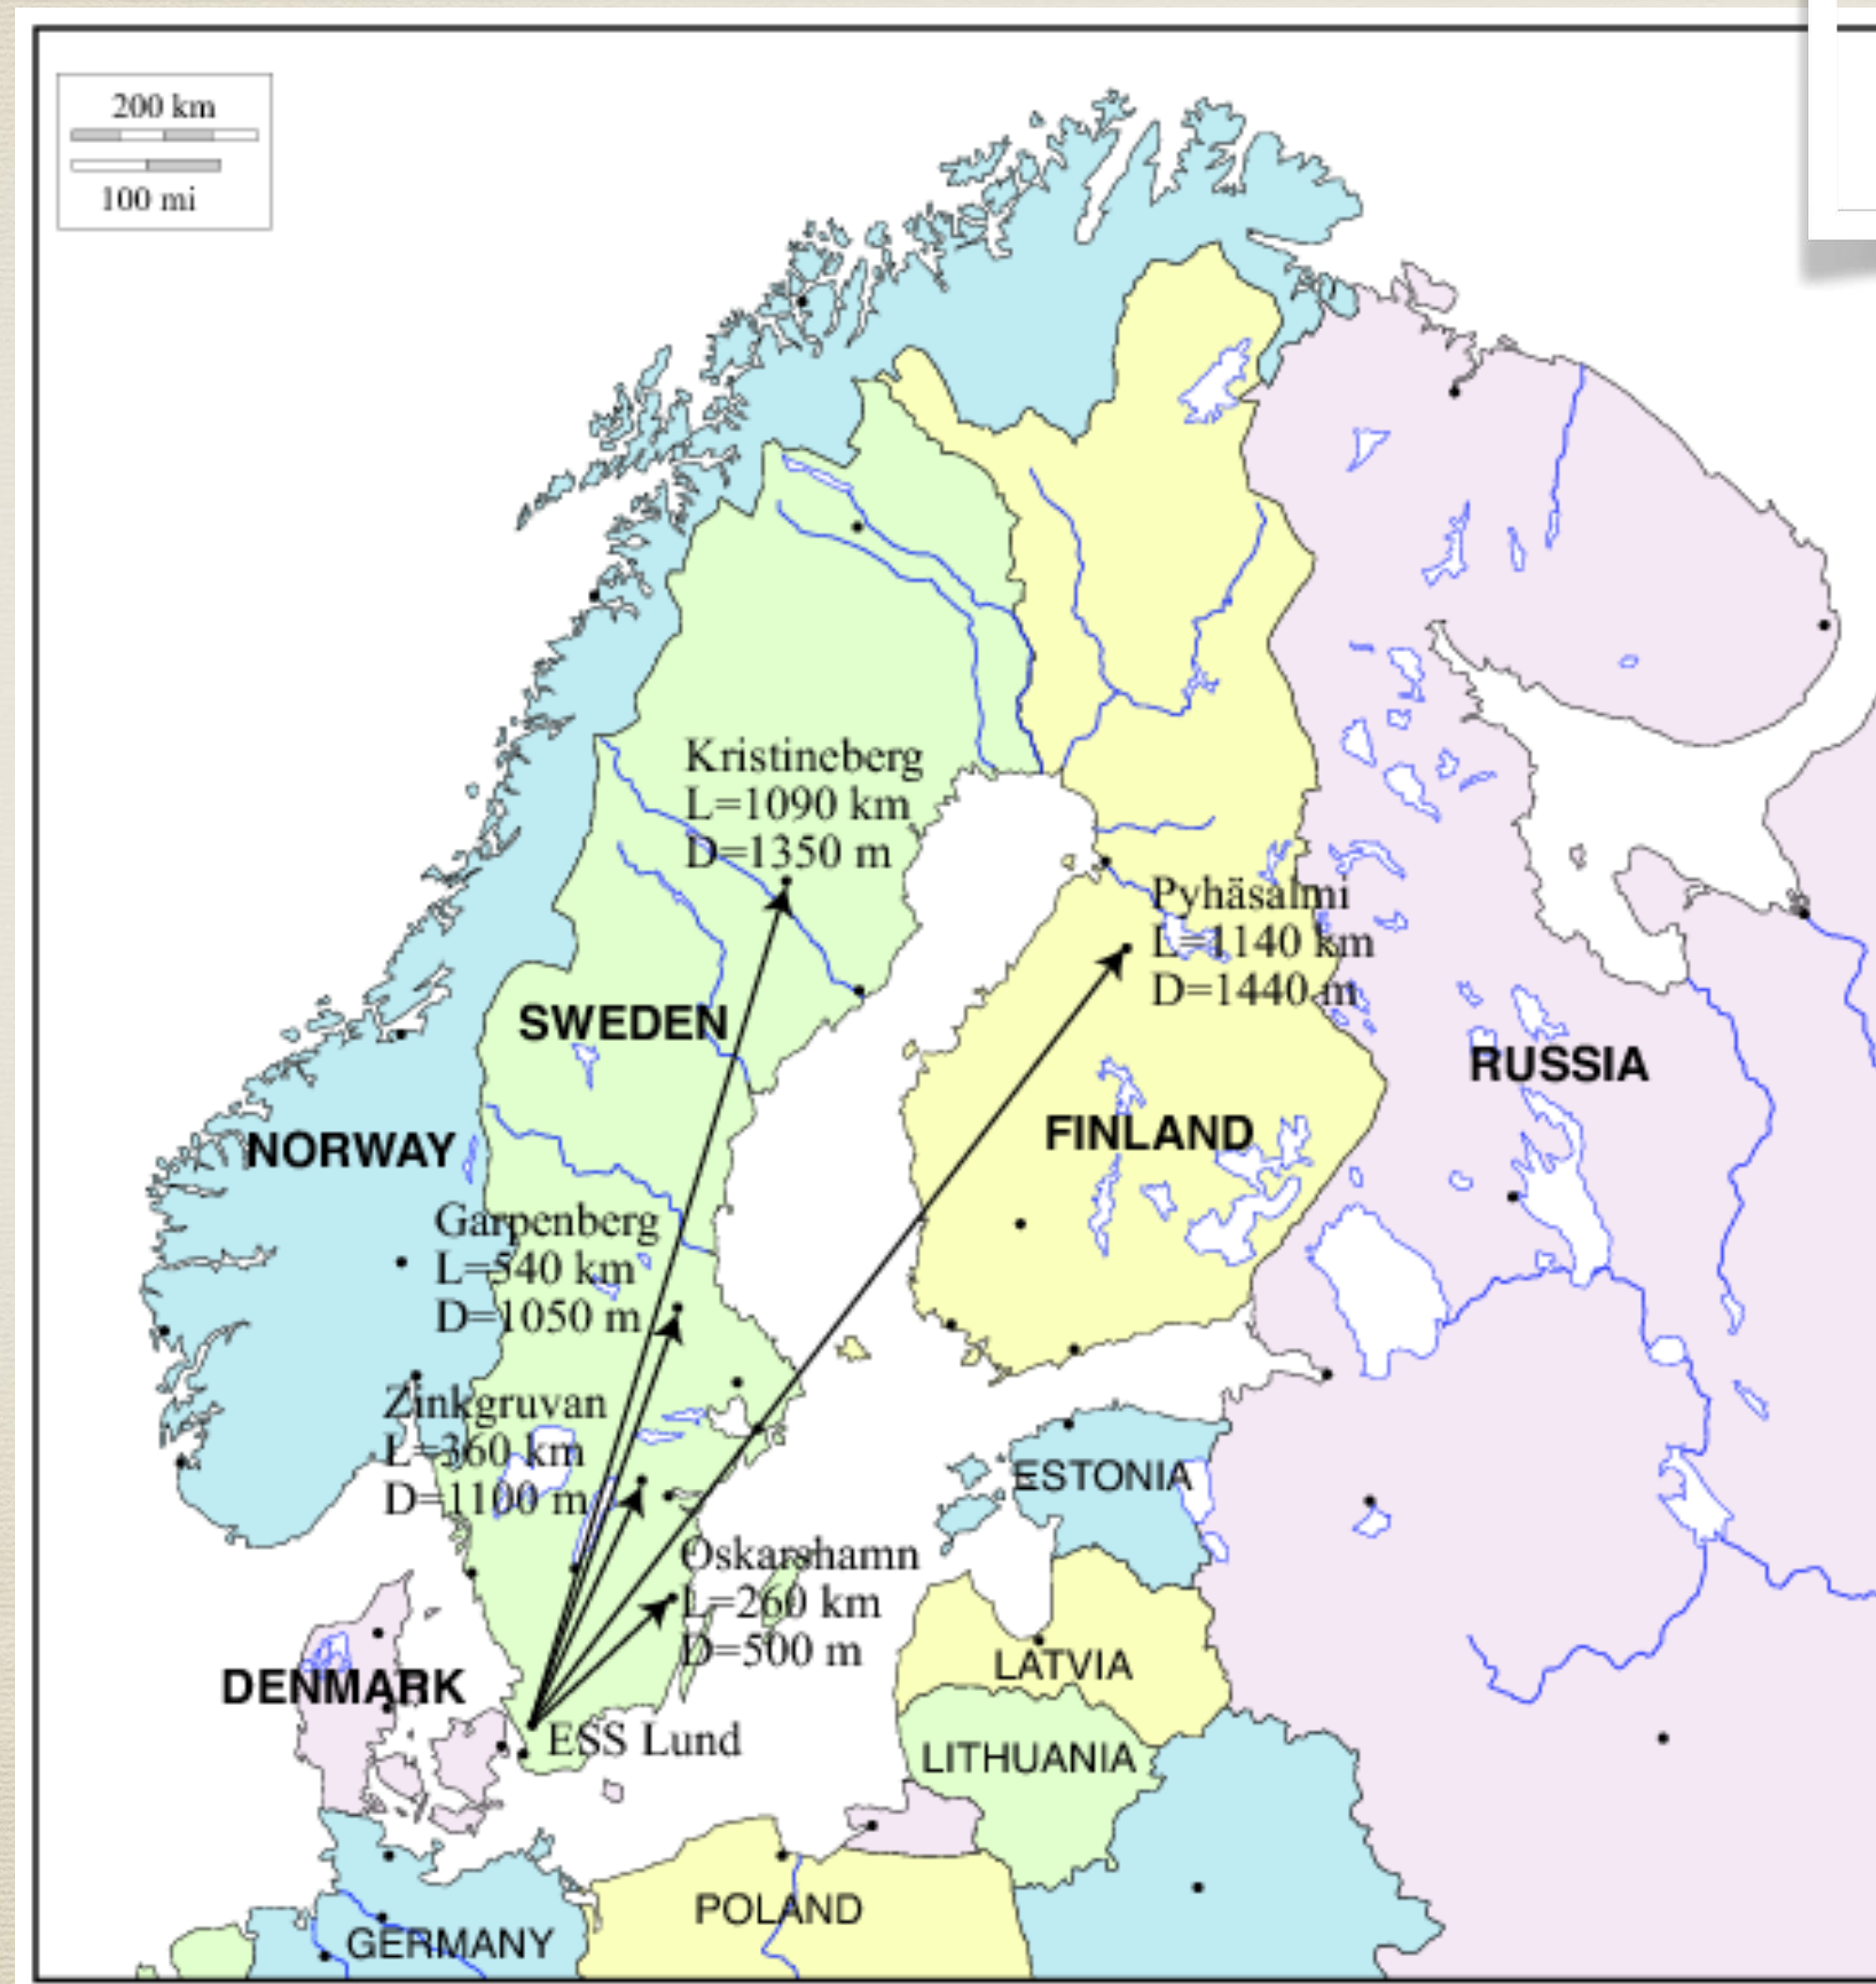 200 km
100 mi
Kristineberg
L=1090 km
D=1350 m
Pyhäsalmi
L=1140 km
D=1440 m
SWEDEN
RUSSIA
FINLAND
NORWAY
Garpenberg
L=540 km
D=1050 m
Zinkgruvan
L=360 km
D=1100 m
ESTONIA
Oskarshamn
L=260 km
D=500 m
LATVIA
DENMARK
ESS Lund
LITHUANIA
POLAND
GERMANY